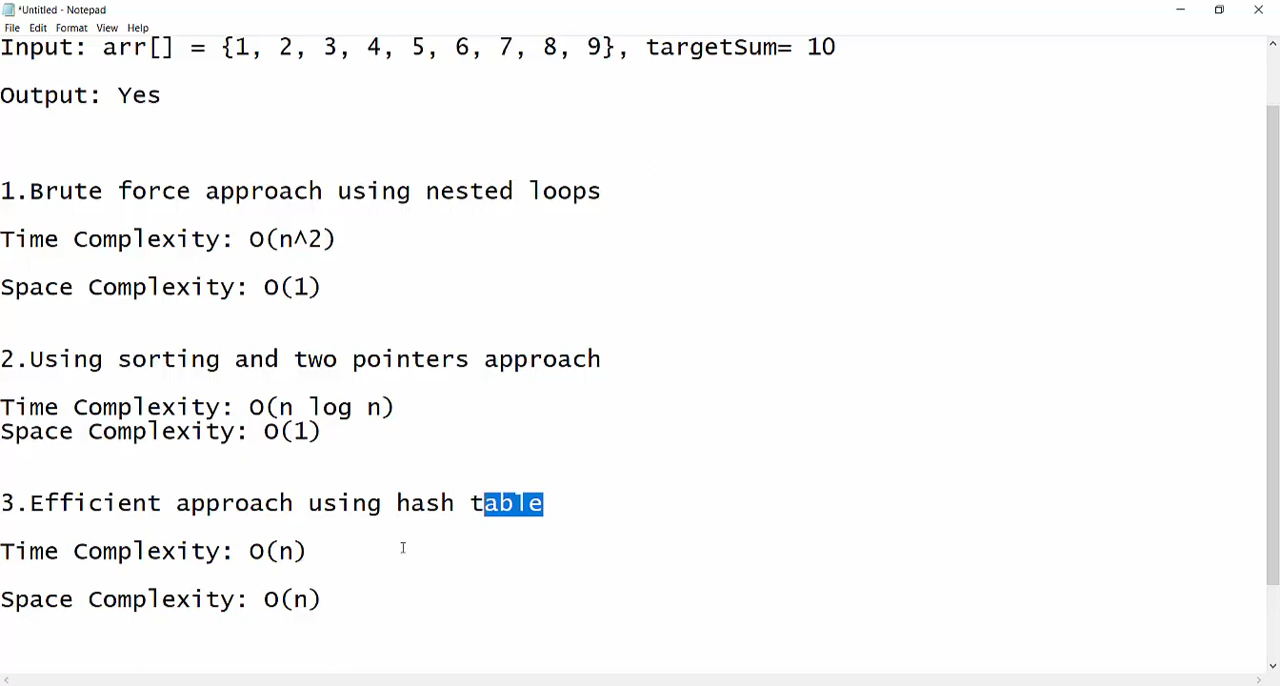 *Untitled - Notepad
File Edit Format View Help
Input: arr[] = {1, 2, 3, 4, 5, 6, 7, 8, 9}, targetSum= 10
Output: Yes
1.Brute force approach using nested loops
Time Complexity: O(n^2)
Space Complexity: O(1)
2.Using sorting and two pointers approach
Time Complexity: O(n log n)
Space Complexity: O(1)
3.Efficient approach using hash table
Time Complexity: O(n)
Space Complexity: O(n)